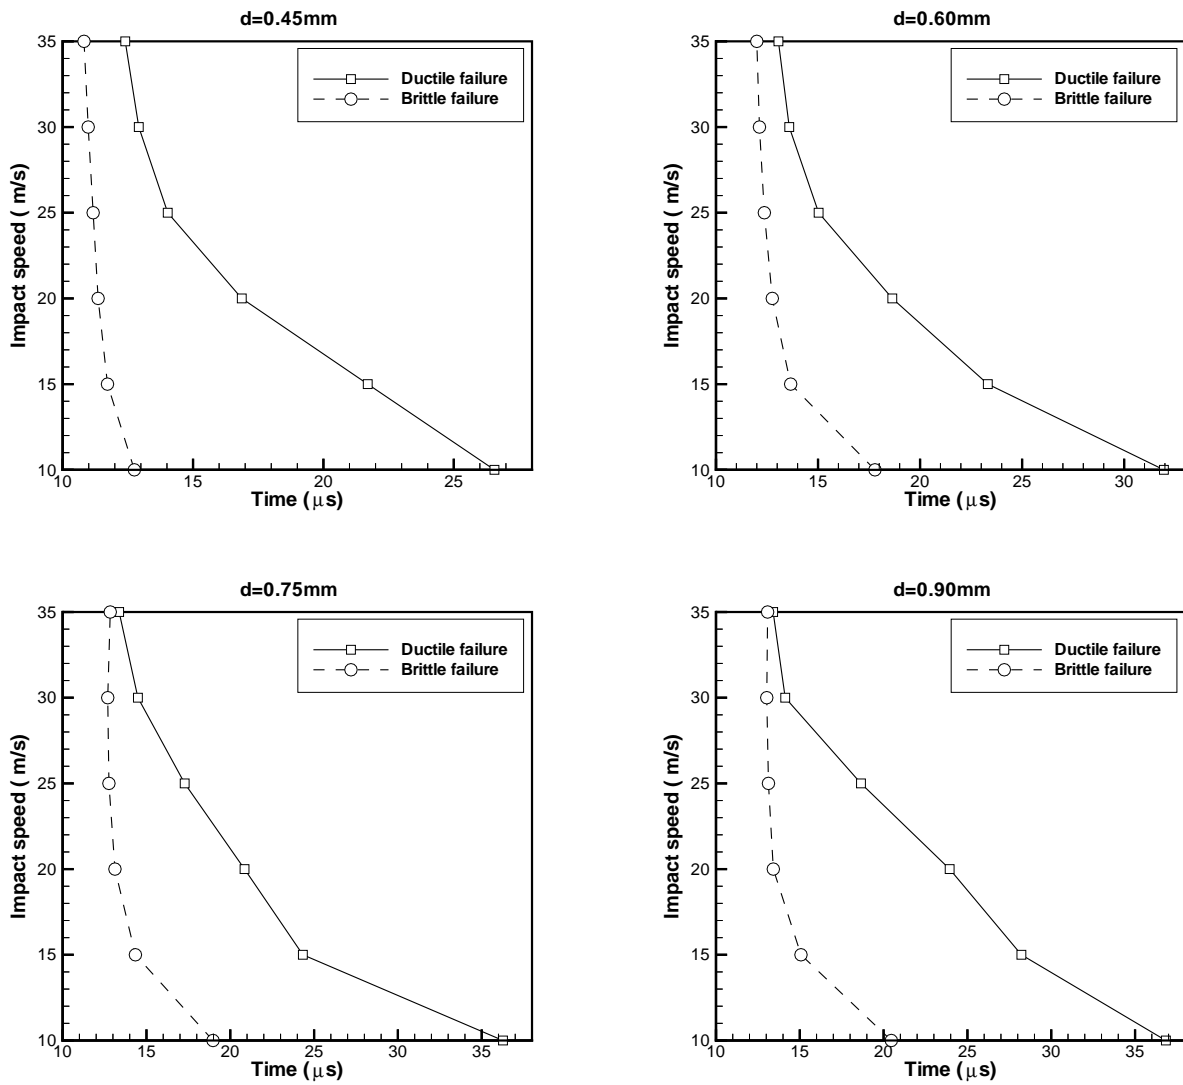 d=0.45mm
35
30
25
20
15
10
Impact speed ( m/s)
Ductile failure
Brittle failure
10 15 20 25
Time (μs)
d=0.60mm
35
30
25
20
15
10
Impact speed ( m/s)
Ductile failure
Brittle failure
10 15 20 25 30
Time (μs)
d=0.75mm
35
30
25
20
15
10
Impact speed ( m/s)
Ductile failure
Brittle failure
10 15 20 25 30 35
Time (μs)
d=0.90mm
35
30
25
20
15
10
Impact speed ( m/s)
Ductile failure
Brittle failure
10 15 20 25 30 35
Time (μs)